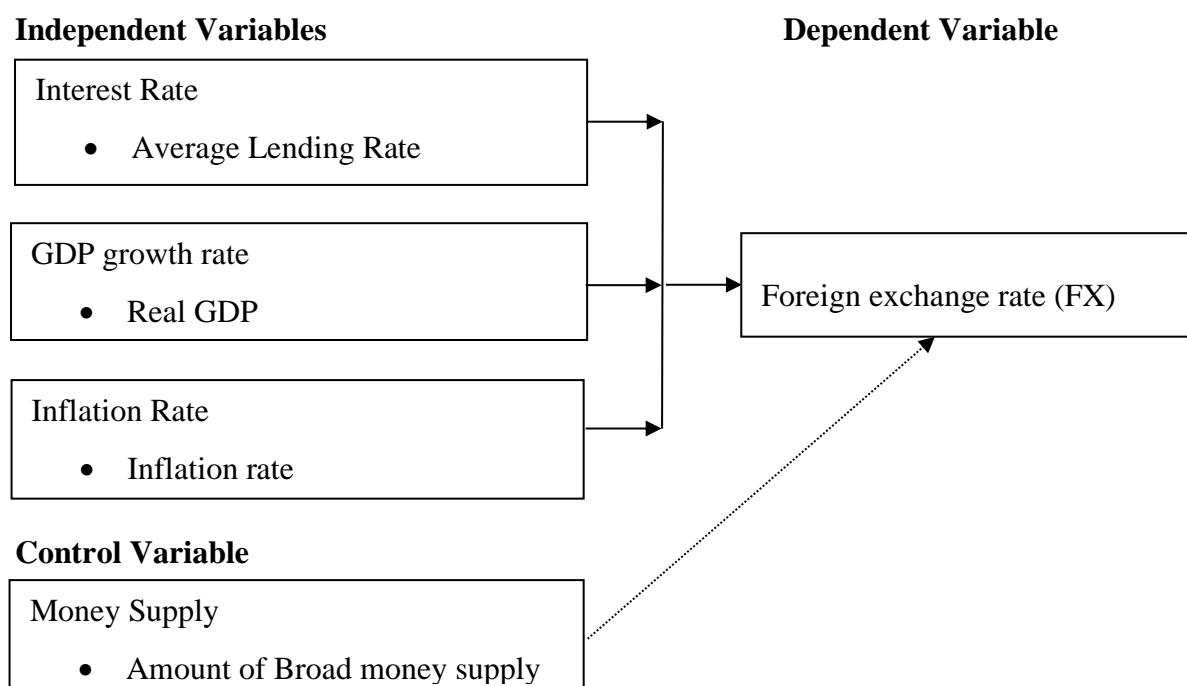 Independent Variables
Dependent Variable
Interest Rate
• Average Lending Rate
GDP growth rate
• Real GDP
Foreign exchange rate (FX)
Inflation Rate
• Inflation rate
Control Variable
Money Supply
• Amount of Broad money supply